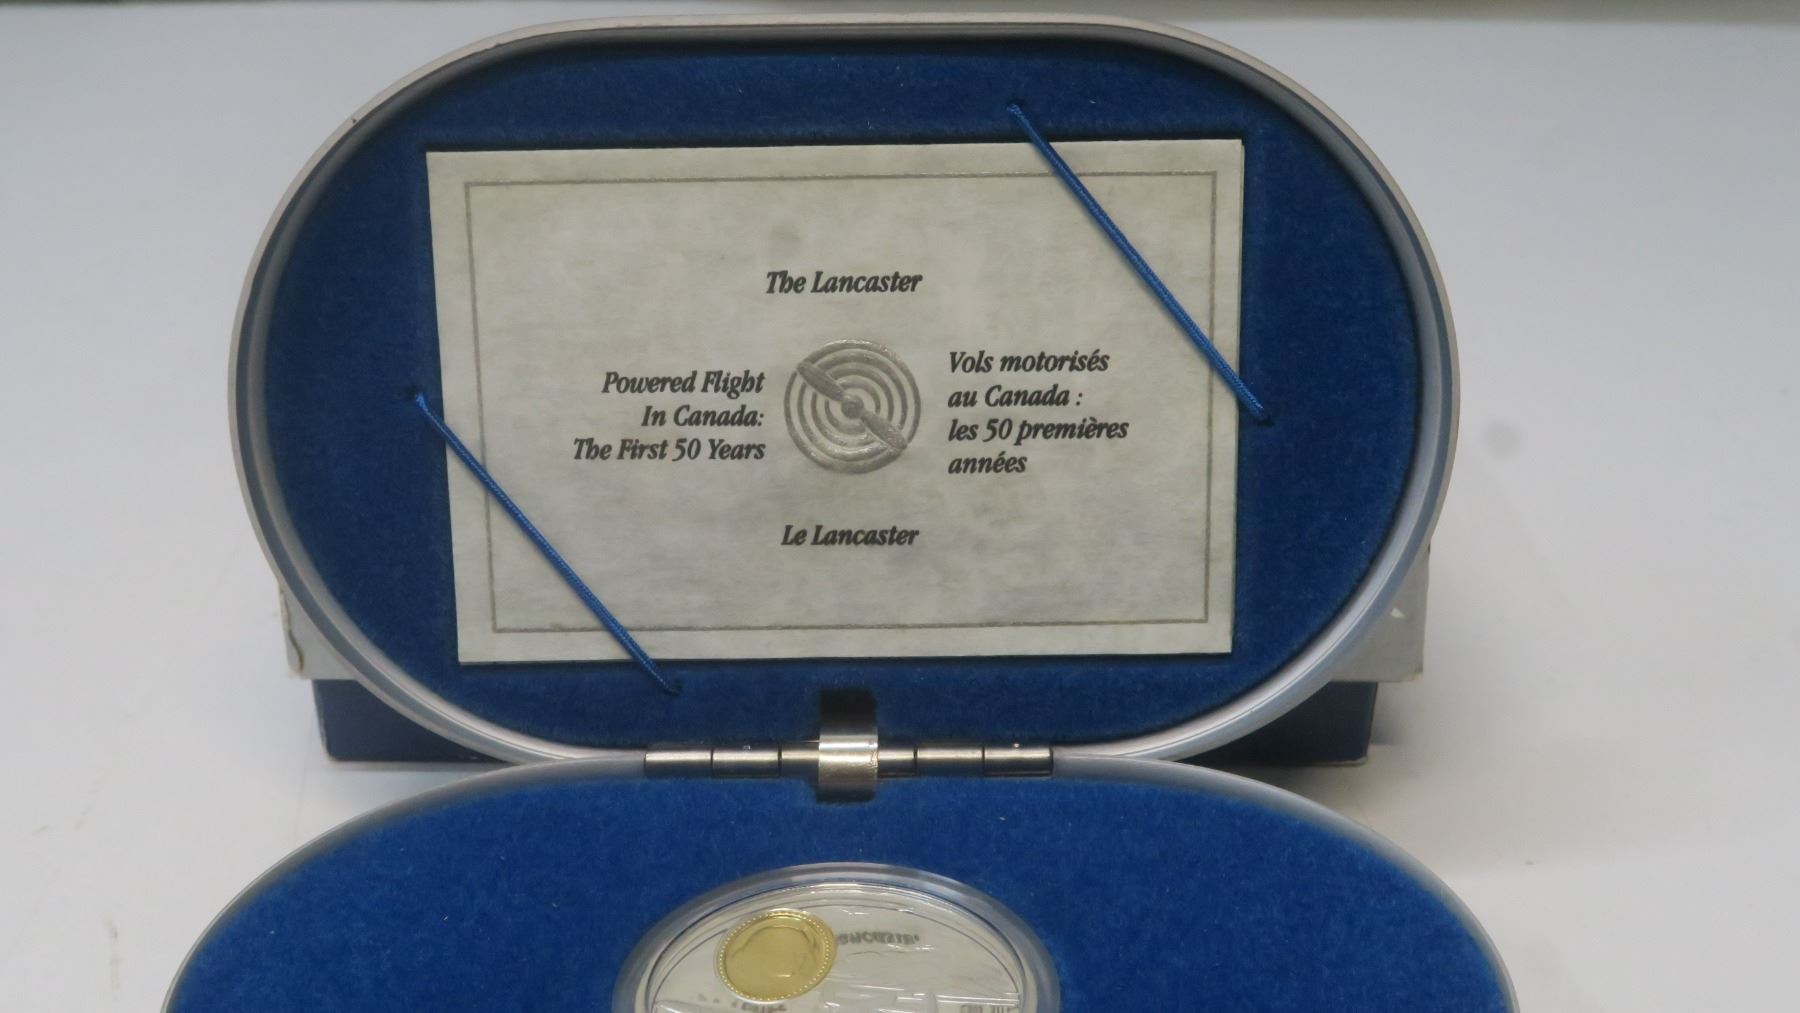 The Lancaster
Powered Flight
In Canada:
The First 50 Years
Vols motorisés
au Canada :
les 50 premières
années
Le Lancaster